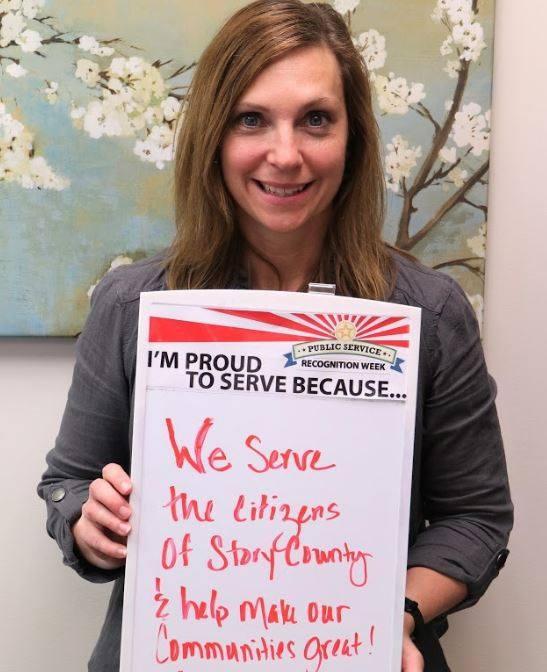 PUBLIC SERVICE
RECOGNITION WEEK
I'M PROUD
TO SERVE BECAUSE...
We Serve
the citizens
Of Story County
& help make our
Communities great!